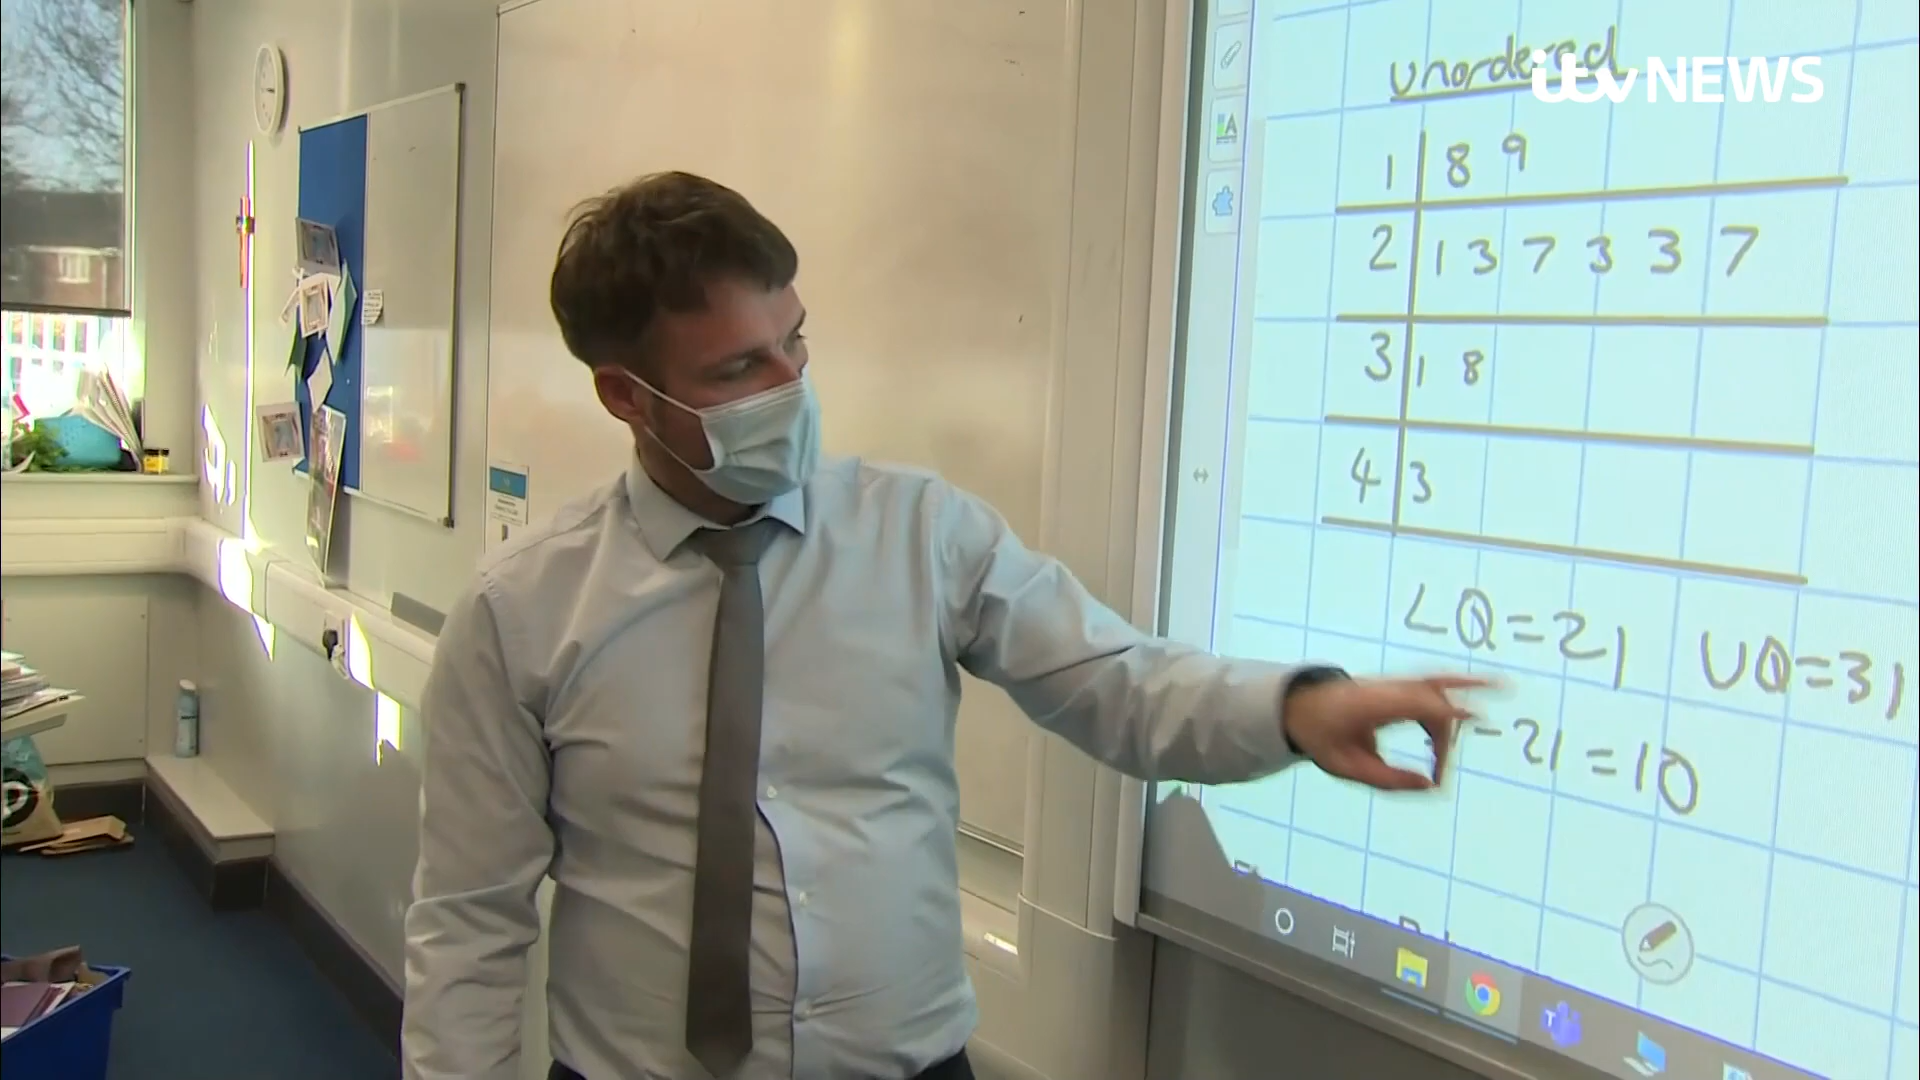 unordered
itv NEWS
1 | 8 9
2 | 1 3 7 3 3 7
3 | 1 8
4 | 3
LQ=21 UQ=31
-21=10